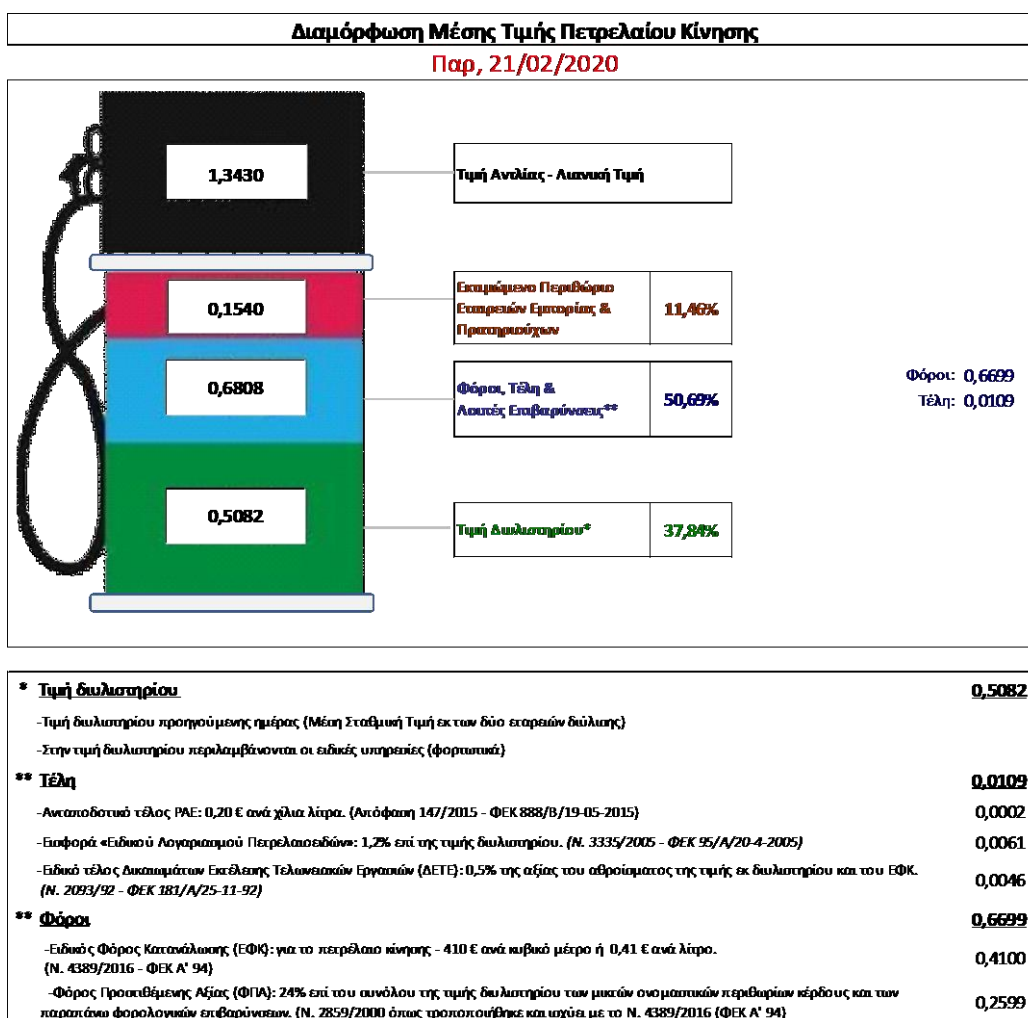 Διαμόρφωση Μέσης Τιμής Πετρελαίου Κίνησης
Παρ, 21/02/2020
1,3430
Τιμή Αντλίας - Λιανική Τιμή
0,1540
Εκτιμώμενο Περιθώριο
Εταιρειών Εμπορίας &
Πρατηριούχων
11,46%
0,6808
Φόροι, Τέλη &
Λοιπές Επιβαρύνσεις**
50,69%
Φόροι: 0,6699
Τέλη: 0,0109
0,5082
Τιμή Διυλιστηρίου*
37,84%
* Τιμή διυλιστηρίου 0,5082
-Τιμή διυλιστηρίου προηγούμενης ημέρας (Μέση Σταθμική Τιμή εκ των δύο εταρειών διύλισης)
-Στην τιμή διυλιστηρίου περιλαμβάνονται οι ειδικές υπηρεσίες (φορτωτικά)
** Τέλη 0,0109
-Ανταποδοτικό τέλος ΡΑΕ: 0,20 € ανά χίλια λίτρα. (Απόφαση 147/2015 - ΦΕΚ 888/Β/19-05-2015) 0,0002
-Εισφορά «Ειδικού Λογαριασμού Πετρελαιοειδών»: 1,2% επί της τιμής διυλιστηρίου. (Ν. 3335/2005 - ΦΕΚ 95/Α/20-4-2005) 0,0061
-Ειδικό τέλος Δικαιωμάτων Εκτέλεσης Τελωνειακών Εργασιών (ΔΕΤΕ): 0,5% της αξίας του αθροίσματος της τιμής εκ διυλιστηρίου και του ΕΦΚ.
(Ν. 2093/92 - ΦΕΚ 181/Α/25-11-92) 0,0046
** Φόροι 0,6699
-Ειδικός Φόρος Κατανάλωσης (ΕΦΚ): για το πετρέλαιο κίνησης - 410 € ανά κυβικό μέτρο ή 0,41 € ανά λίτρο.
(Ν. 4389/2016 - ΦΕΚ Α' 94) 0,4100
-Φόρος Προστιθέμενης Αξίας (ΦΠΑ): 24% επί του συνόλου της τιμής διυλιστηρίου των μικτών ονομαστικών περιθωρίων κέρδους και των
παραπάνω φορολογικών επιβαρύνσεων. (Ν. 2859/2000 όπως τροποποιήθηκε και ισχύει με το Ν. 4389/2016 (ΦΕΚ Α' 94) 0,2599